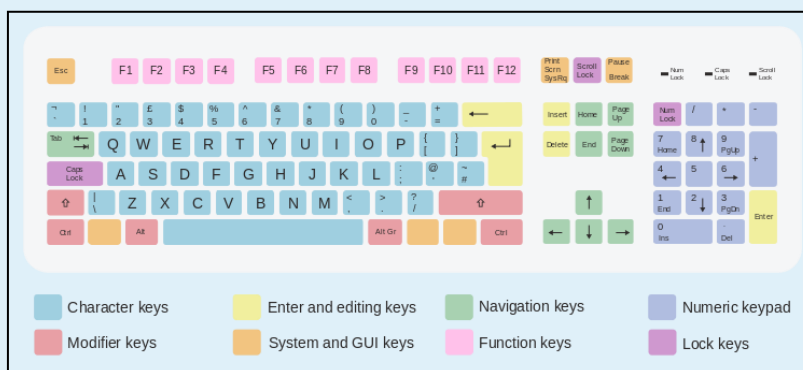 Esc F1 F2 F3 F4 F5 F6 F7 F8 F9 F10 F11 F12 Print Scrn SysRq Scroll Lock Pause - Break Num Lock Caps Lock Scroll Lock
¬ ! " £ $ % ^ & * ( ) _ + Insert Home Page Up Num Lock / * -
` 1 2 3 4 5 6 7 8 9 0 - =
Tab Q W E R T Y U I O P { [ } ] Delete End Page Down 7 Home 8 9 PgUp +
Caps Lock A S D F G H J K L : ; @ ' ~ # 4 5 6
| \ Z X C V B N M < , > . ? / 1 End 2 3 PgDn Enter
Ctrl Alt Alt Gr Ctrl 0 Ins . Del
Character keys Enter and editing keys Navigation keys Numeric keypad
Modifier keys System and GUI keys Function keys Lock keys